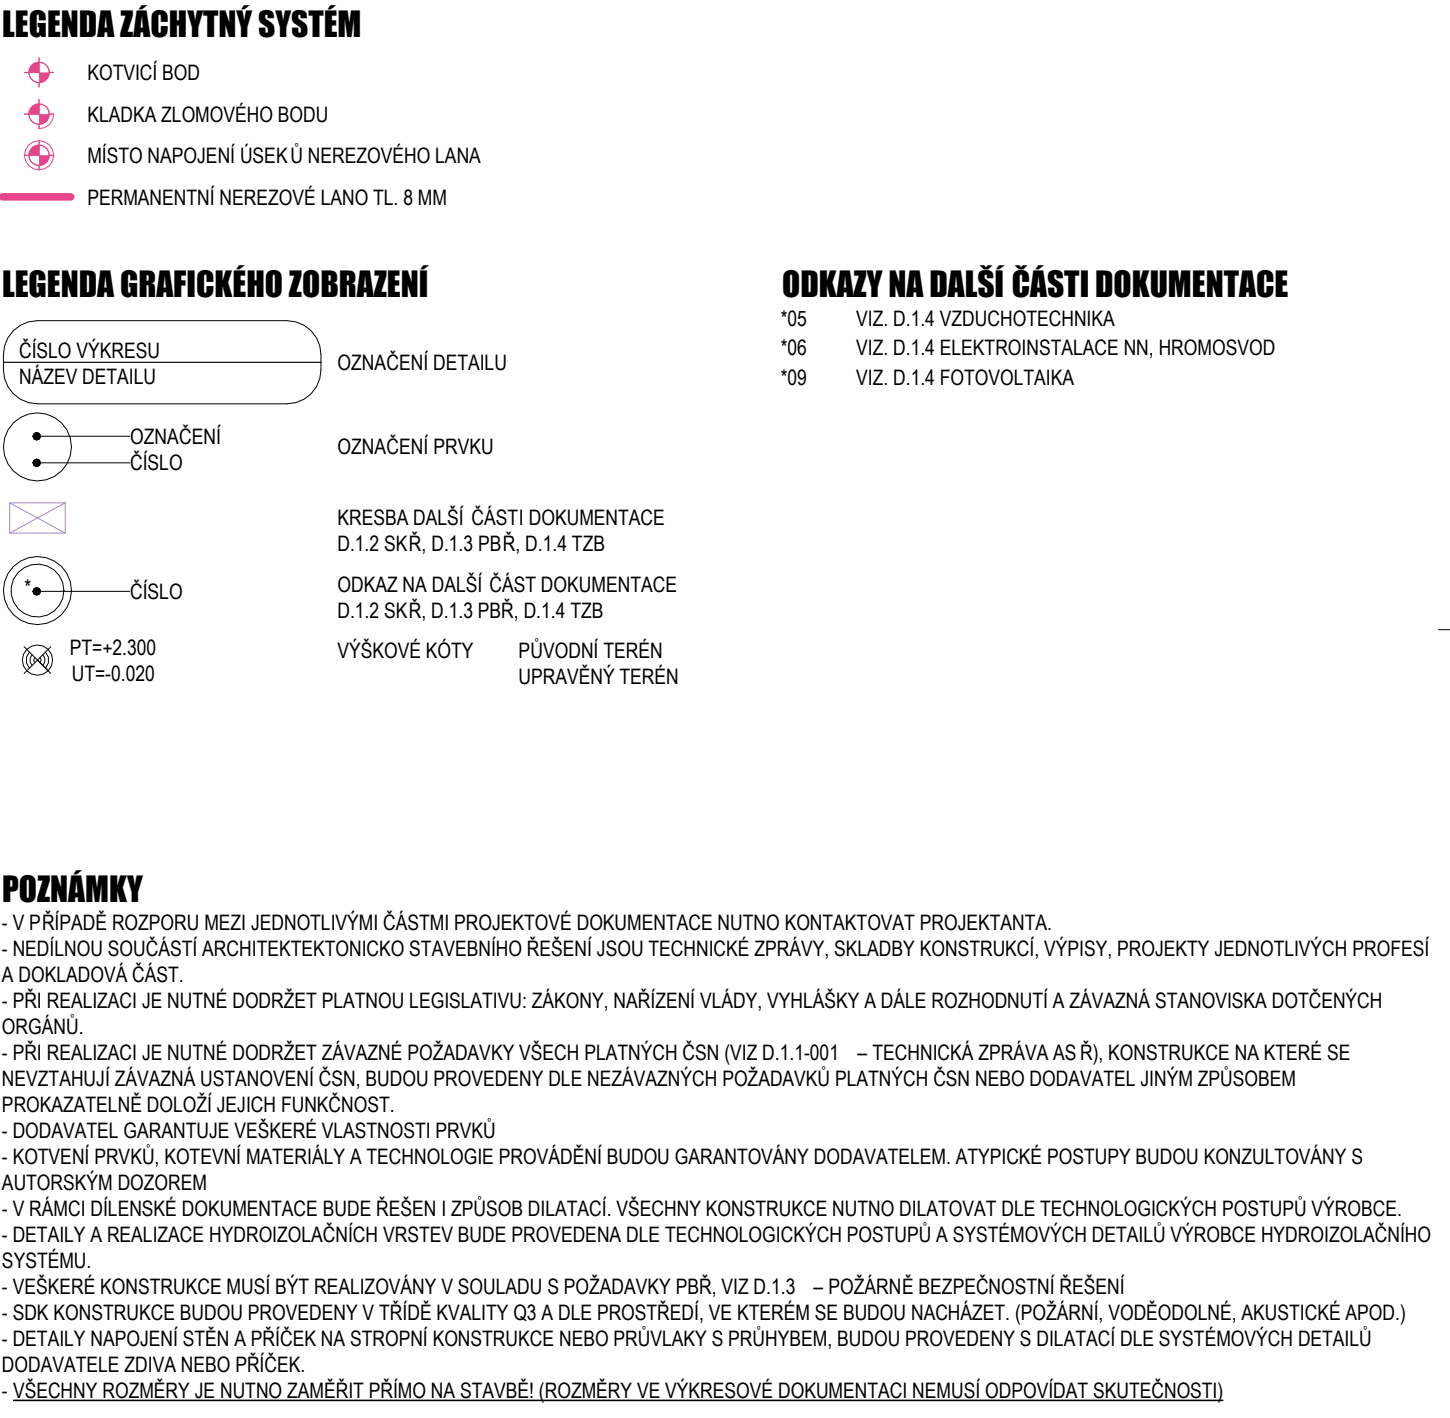 LEGENDA ZÁCHYTNÝ SYSTÉM
KOTVICÍ BOD
KLADKA ZLOMOVÉHO BODU
MÍSTO NAPOJENÍ ÚSEKŮ NEREZOVÉHO LANA
PERMANENTNÍ NEREZOVÉ LANO TL. 8 MM
LEGENDA GRAFICKÉHO ZOBRAZENÍ
ČÍSLO VÝKRESU
NÁZEV DETAILU
OZNAČENÍ DETAILU
OZNAČENÍ
ČÍSLO
OZNAČENÍ PRVKU
KRESBA DALŠÍ ČÁSTI DOKUMENTACE
D.1.2 SKŘ, D.1.3 PBŘ, D.1.4 TZB
*
ČÍSLO
ODKAZ NA DALŠÍ ČÁST DOKUMENTACE
D.1.2 SKŘ, D.1.3 PBŘ, D.1.4 TZB
PT=+2.300
UT=-0.020
VÝŠKOVÉ KÓTY
PŮVODNÍ TERÉN
UPRAVĚNÝ TERÉN
ODKAZY NA DALŠÍ ČÁSTI DOKUMENTACE
*05 VIZ. D.1.4 VZDUCHOTECHNIKA
*06 VIZ. D.1.4 ELEKTROINSTALACE NN, HROMOSVOD
*09 VIZ. D.1.4 FOTOVOLTAIKA
POZNÁMKY
- V PŘÍPADĚ ROZPORU MEZI JEDNOTLIVÝMI ČÁSTMI PROJEKTOVÉ DOKUMENTACE NUTNO KONTAKTOVAT PROJEKTANTA.
- NEDÍLNOU SOUČÁSTÍ ARCHITEKTEKTONICKO STAVEBNÍHO ŘEŠENÍ JSOU TECHNICKÉ ZPRÁVY, SKLADBY KONSTRUKCÍ, VÝPISY, PROJEKTY JEDNOTLIVÝCH PROFESÍ
A DOKLADOVÁ ČÁST.
- PŘI REALIZACI JE NUTNÉ DODRŽET PLATNOU LEGISLATIVU: ZÁKONY, NAŘÍZENÍ VLÁDY, VYHLÁŠKY A DÁLE ROZHODNUTÍ A ZÁVAZNÁ STANOVISKA DOTČENÝCH
ORGÁNŮ.
- PŘI REALIZACI JE NUTNÉ DODRŽET ZÁVAZNÉ POŽADAVKY VŠECH PLATNÝCH ČSN (VIZ D.1.1-001 – TECHNICKÁ ZPRÁVA ASŘ), KONSTRUKCE NA KTERÉ SE
NEVZTAHUJÍ ZÁVAZNÁ USTANOVENÍ ČSN, BUDOU PROVEDENY DLE NEZÁVAZNÝCH POŽADAVKŮ PLATNÝCH ČSN NEBO DODAVATEL JINÝM ZPŮSOBEM
PROKAZATELNĚ DOLOŽÍ JEJICH FUNKČNOST.
- DODAVATEL GARANTUJE VEŠKERÉ VLASTNOSTI PRVKŮ
- KOTVENÍ PRVKŮ, KOTEVNÍ MATERIÁLY A TECHNOLOGIE PROVÁDĚNÍ BUDOU GARANTOVÁNY DODAVATELEM. ATYPICKÉ POSTUPY BUDOU KONZULTOVÁNY S
AUTORSKÝM DOZOREM
- V RÁMCI DÍLENSKÉ DOKUMENTACE BUDE ŘEŠEN I ZPŮSOB DILATACÍ. VŠECHNY KONSTRUKCE NUTNO DILATOVAT DLE TECHNOLOGICKÝCH POSTUPŮ VÝROBCE.
- DETAILY A REALIZACE HYDROIZOLAČNÍCH VRSTEV BUDE PROVEDENA DLE TECHNOLOGICKÝCH POSTUPŮ A SYSTÉMOVÝCH DETAILŮ VÝROBCE HYDROIZOLAČNÍHO
SYSTÉMU.
- VEŠKERÉ KONSTRUKCE MUSÍ BÝT REALIZOVÁNY V SOULADU S POŽADAVKY PBŘ, VIZ D.1.3 – POŽÁRNĚ BEZPEČNOSTNÍ ŘEŠENÍ
- SDK KONSTRUKCE BUDOU PROVEDENY V TŘÍDĚ KVALITY Q3 A DLE PROSTŘEDÍ, VE KTERÉM SE BUDOU NACHÁZET. (POŽÁRNÍ, VODĚODOLNÉ, AKUSTICKÉ APOD.)
- DETAILY NAPOJENÍ STĚN A PŘÍČEK NA STROPNÍ KONSTRUKCE NEBO PRŮVLAKY S PRŮHYBEM, BUDOU PROVEDENY S DILATACÍ DLE SYSTÉMOVÝCH DETAILŮ
DODAVATELE ZDIVA NEBO PŘÍČEK.
- VŠECHNY ROZMĚRY JE NUTNO ZAMĚŘIT PŘÍMO NA STAVBĚ! (ROZMĚRY VE VÝKRESOVÉ DOKUMENTACI NEMUSÍ ODPOVÍDAT SKUTEČNOSTI)